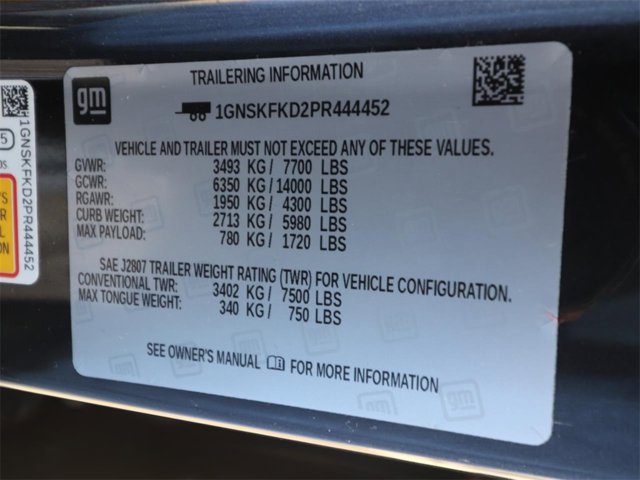 gm
TRAILERING INFORMATION
1GNSKFKD2PR444452
VEHICLE AND TRAILER MUST NOT EXCEED ANY OF THESE VALUES.
GVWR: 3493 KG / 7700 LBS
GCWR: 6350 KG / 14000 LBS
RGAWR: 1950 KG / 4300 LBS
CURB WEIGHT: 2713 KG / 5980 LBS
MAX PAYLOAD: 780 KG / 1720 LBS
SAE J2807 TRAILER WEIGHT RATING (TWR) FOR VEHICLE CONFIGURATION.
CONVENTIONAL TWR: 3402 KG / 7500 LBS
MAX TONGUE WEIGHT: 340 KG / 750 LBS
SEE OWNER'S MANUAL FOR MORE INFORMATION
gm
1GNSKFKD2PR444452